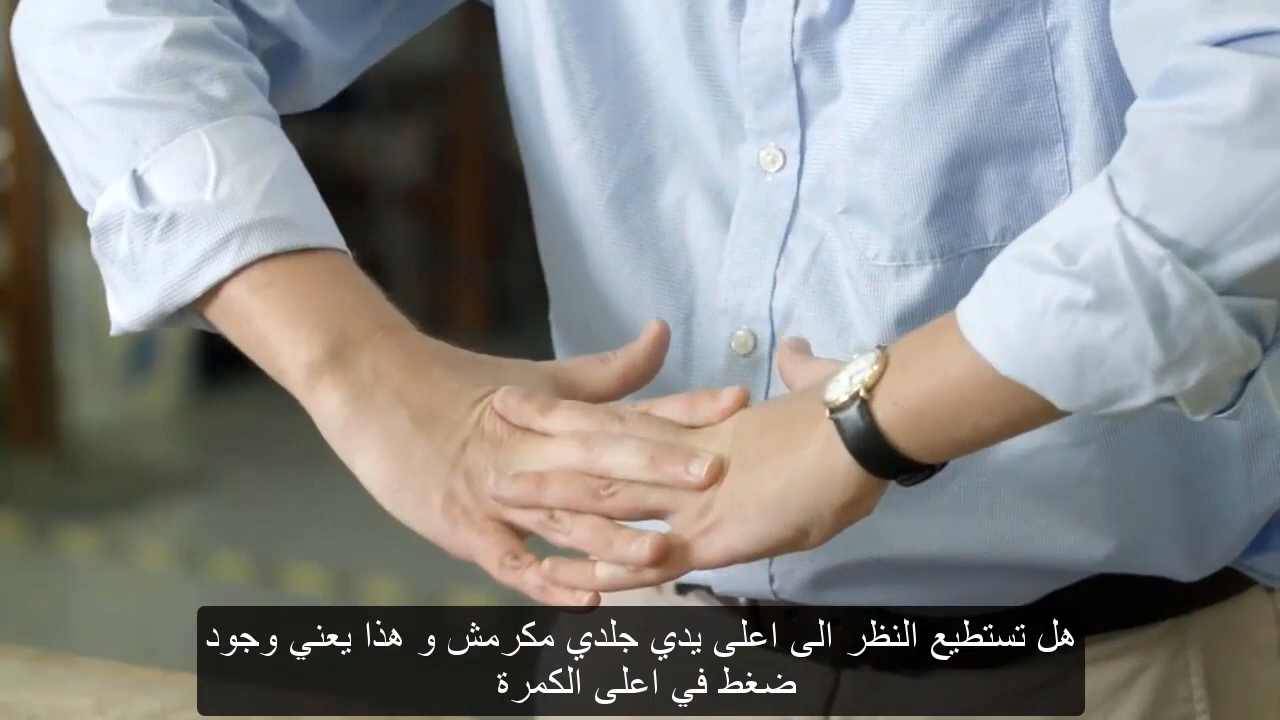 هل تستطيع النظر الى اعلى يدي جلدي مكرمش و هذا يعني وجود
ضغط في اعلى الكمرة